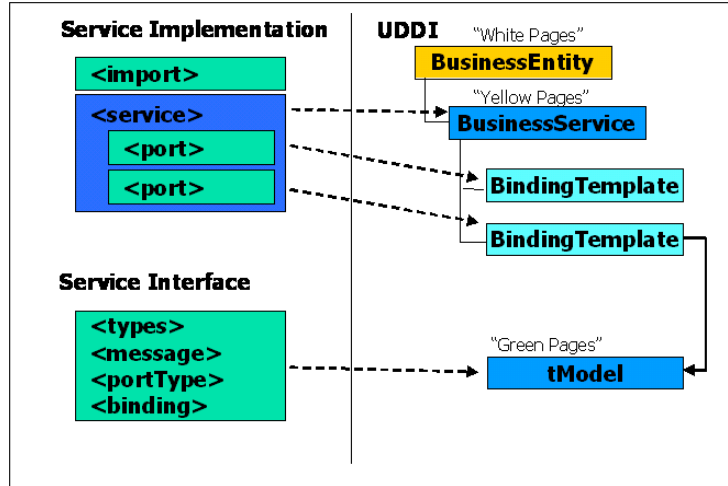 Service Implementation
<import>
<service>
<port>
<port>
Service Interface
<types>
<message>
<portType>
<binding>
UDDI
“White Pages”
BusinessEntity
“Yellow Pages”
BusinessService
BindingTemplate
BindingTemplate
“Green Pages”
tModel